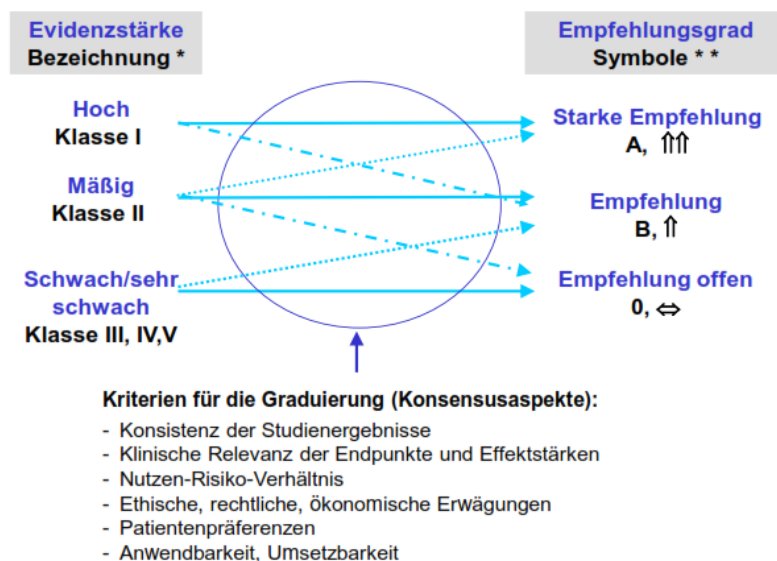 Evidenzstärke
Bezeichnung *
Empfehlungsgrad
Symbole * *
Hoch
Klasse I
Starke Empfehlung
A, ⇑⇑
Mäßig
Klasse II
Empfehlung
B, ⇑
Schwach/sehr
schwach
Klasse III, IV,V
Empfehlung offen
0, ⇔
Kriterien für die Graduierung (Konsensusaspekte):
- Konsistenz der Studienergebnisse
- Klinische Relevanz der Endpunkte und Effektstärken
- Nutzen-Risiko-Verhältnis
- Ethische, rechtliche, ökonomische Erwägungen
- Patientenpräferenzen
- Anwendbarkeit, Umsetzbarkeit